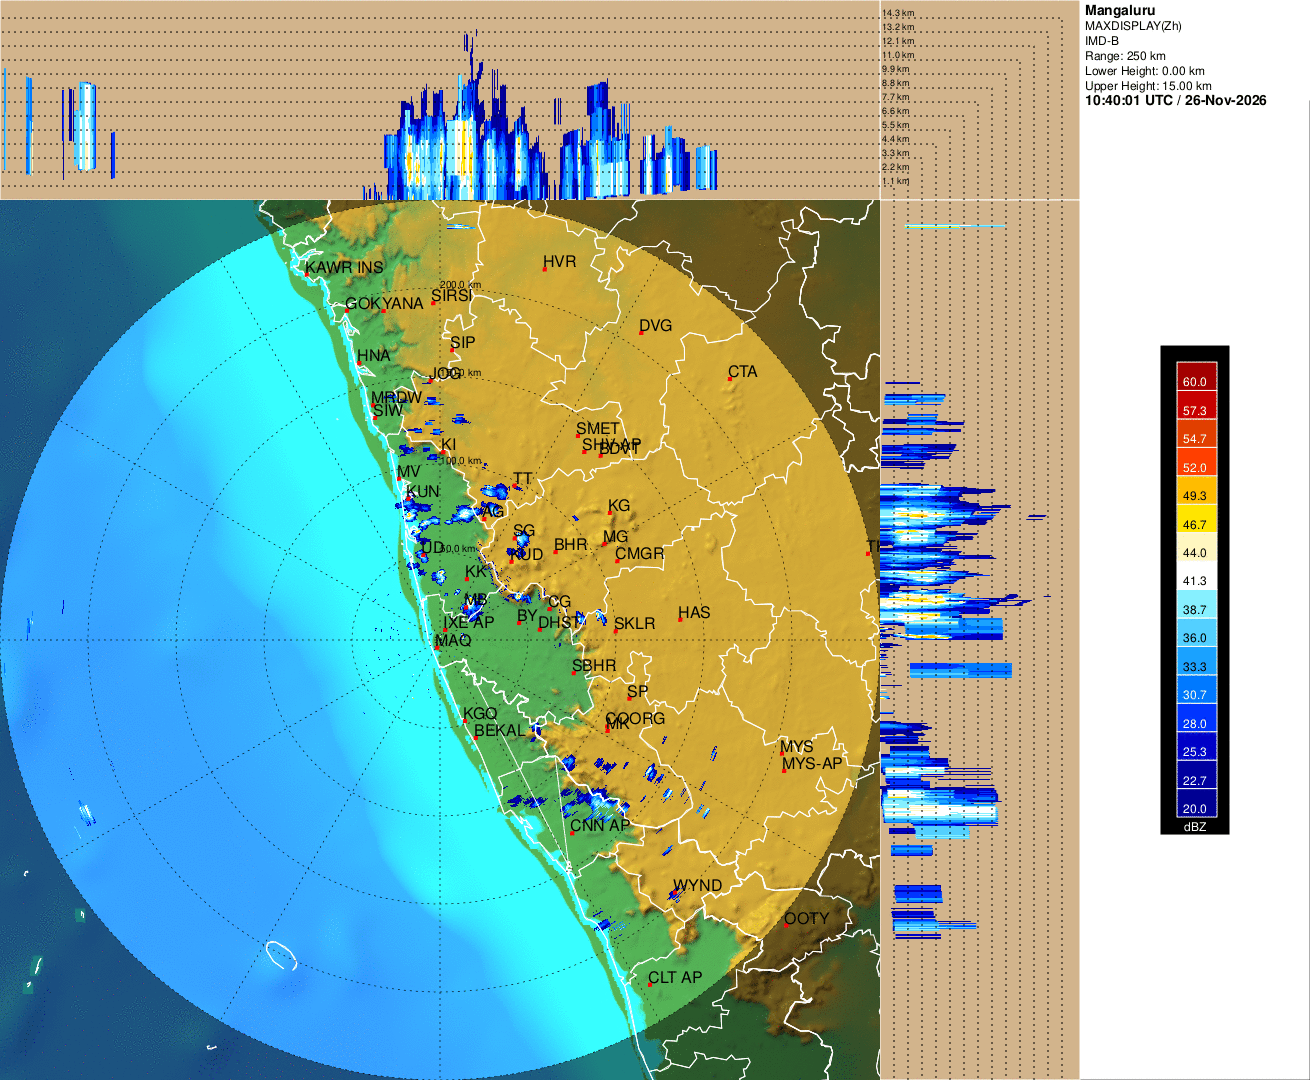 14.3 km
13.2 km
12.1 km
11.0 km
9.9 km
8.8 km
7.7 km
6.6 km
5.5 km
4.4 km
3.3 km
2.2 km
1.1 km
Mangaluru
MAXDISPLAY(Zh)
IMD-B
Range: 250 km
Lower Height: 0.00 km
Upper Height: 15.00 km
10:40:01 UTC / 26-Nov-2026
KAWR INS
HVR
200.0 km
SIRSI
GOKYANA
DVG
SIP
HNA
CTA
JOG
MRDW
SIW
SMET
SHV-AP
BDVT
KI
100.0 km
MV
TT
KUN
AG
KG
SG
MG
UD
50.0 km
BHR
CMGR
KK
MB
CG
BY
DHST
HAS
IXE AP
SKLR
MAQ
SBHR
SP
KGQ
COORG
MK
BEKAL
MYS
MYS-AP
CNN AP
WYND
OOTY
CLT AP
60.0
57.3
54.7
52.0
49.3
46.7
44.0
41.3
38.7
36.0
33.3
30.7
28.0
25.3
22.7
20.0
dBZ